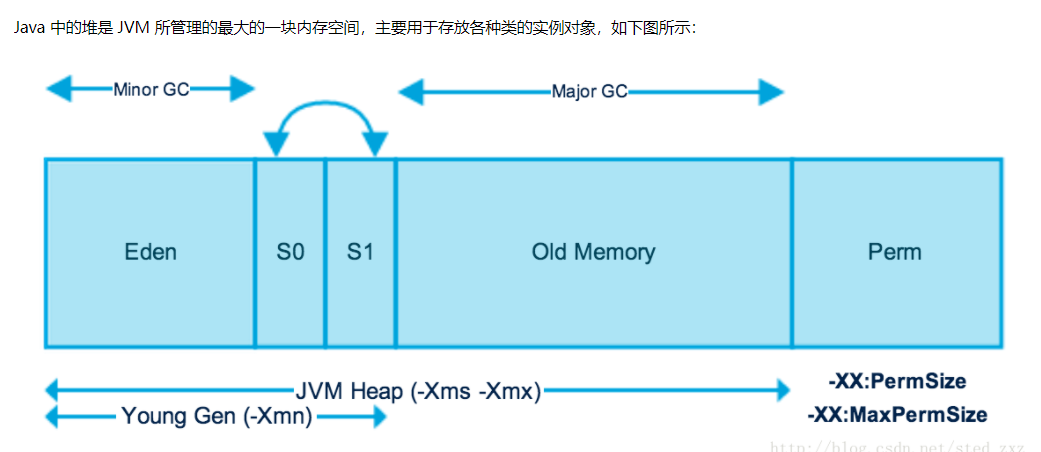 Java 中的堆是 JVM 所管理的最大的一块内存空间，主要用于存放各种类的实例对象，如下图所示：
Minor GC
Major GC
Eden
S0
S1
Old Memory
Perm
JVM Heap (-Xms -Xmx)
-XX:PermSize
Young Gen (-Xmn)
-XX:MaxPermSize
http://blog.csdn.net/sted_zxz